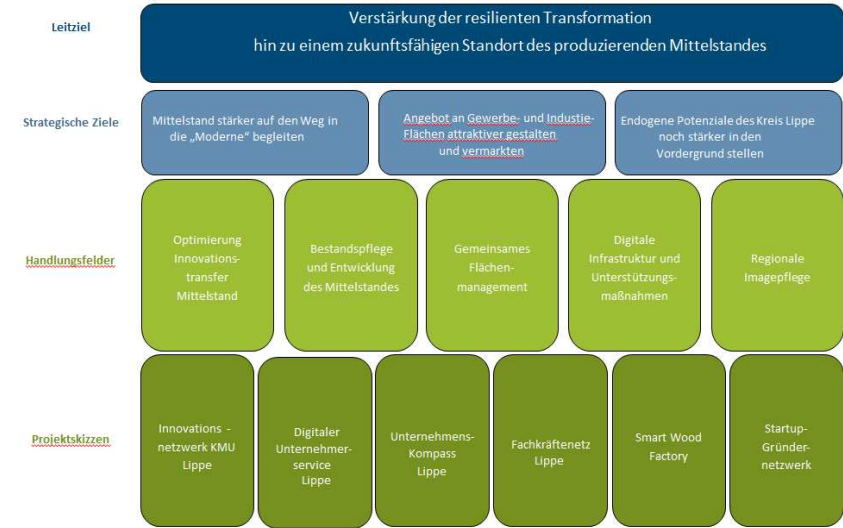 Leitziel
Verstärkung der resilienten Transformation
hin zu einem zukunftsfähigen Standort des produzierenden Mittelstandes
Strategische Ziele
Mittelstand stärker auf den Weg in
die „Moderne" begleiten
Angebot an Gewerbe- und Industie-
Flächen attraktiver gestalten
und vermarkten
Endogene Potenziale des Kreis Lippe
noch stärker in den
Vordergrund stellen
Handlungsfelder
Optimierung
Innovations-
transfer
Mittelstand
Bestandspflege
und Entwicklung
des Mittelstandes
Gemeinsames
Flächen-
management
Digitale
Infrastruktur und
Unterstützungs-
maßnahmen
Regionale
Imagepflege
Projektskizzen
Innovations -
netzwerk KMU
Lippe
Digitaler
Unternehmer-
service
Lippe
Unternehmens-
Kompass
Lippe
Fachkräftenetz
Lippe
Smart Wood
Factory
Startup-
Gründer-
netzwerk